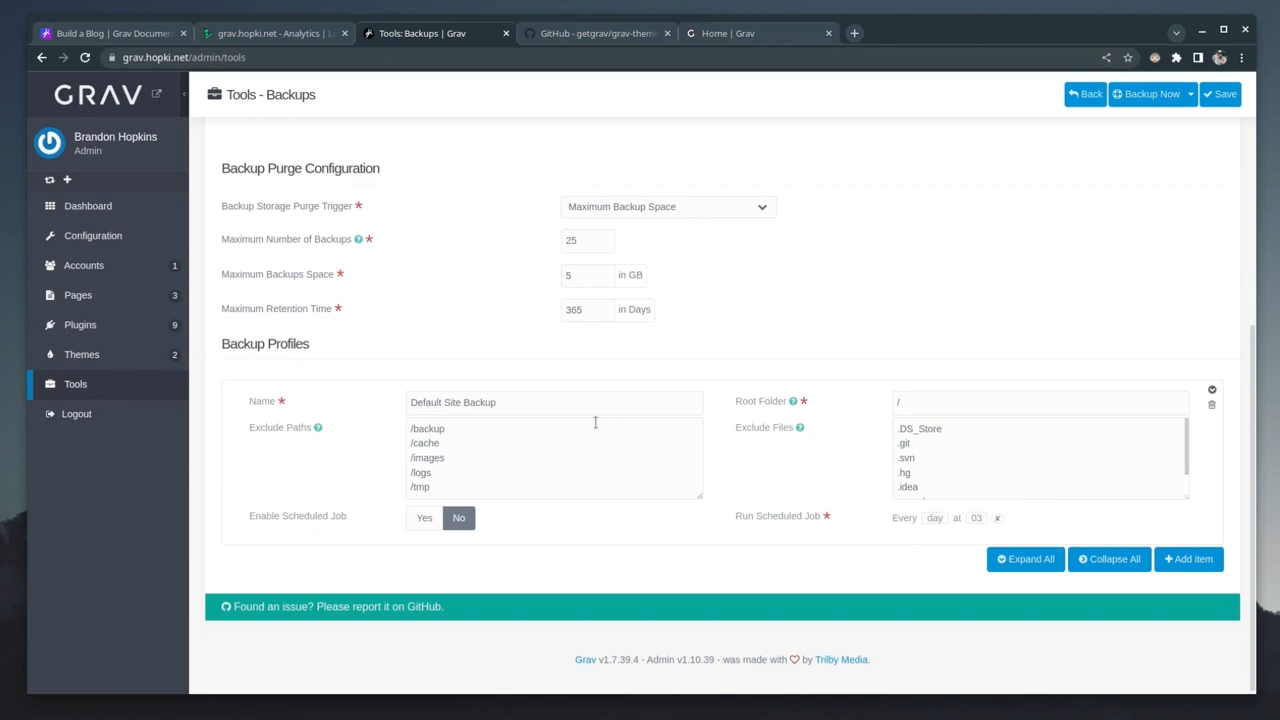 Build a Blog | Grav Documen
grav.hopki.net - Analytics | Li
Tools: Backups | Grav
GitHub - getgrav/grav-theme
Home | Grav
grav.hopki.net/admin/tools
GRAV
Tools - Backups
Back
Backup Now
Save
Brandon Hopkins
Admin
Dashboard
Configuration
Accounts 1
Pages 3
Plugins 9
Themes 2
Tools
Logout
Backup Purge Configuration
Backup Storage Purge Trigger *
Maximum Backup Space
Maximum Number of Backups ? *
25
Maximum Backups Space *
5 in GB
Maximum Retention Time *
365 in Days
Backup Profiles
Name *
Default Site Backup
Root Folder ? *
/
Exclude Paths ?
/backup
/cache
/images
/logs
/tmp
Exclude Files ?
.DS_Store
.git
.svn
.hg
.idea
Enable Scheduled Job
Yes No
Run Scheduled Job *
Every day at 03 x
Expand All
Collapse All
+ Add item
Found an issue? Please report it on GitHub.
Grav v1.7.39.4 - Admin v1.10.39 - was made with ♡ by Trilby Media.